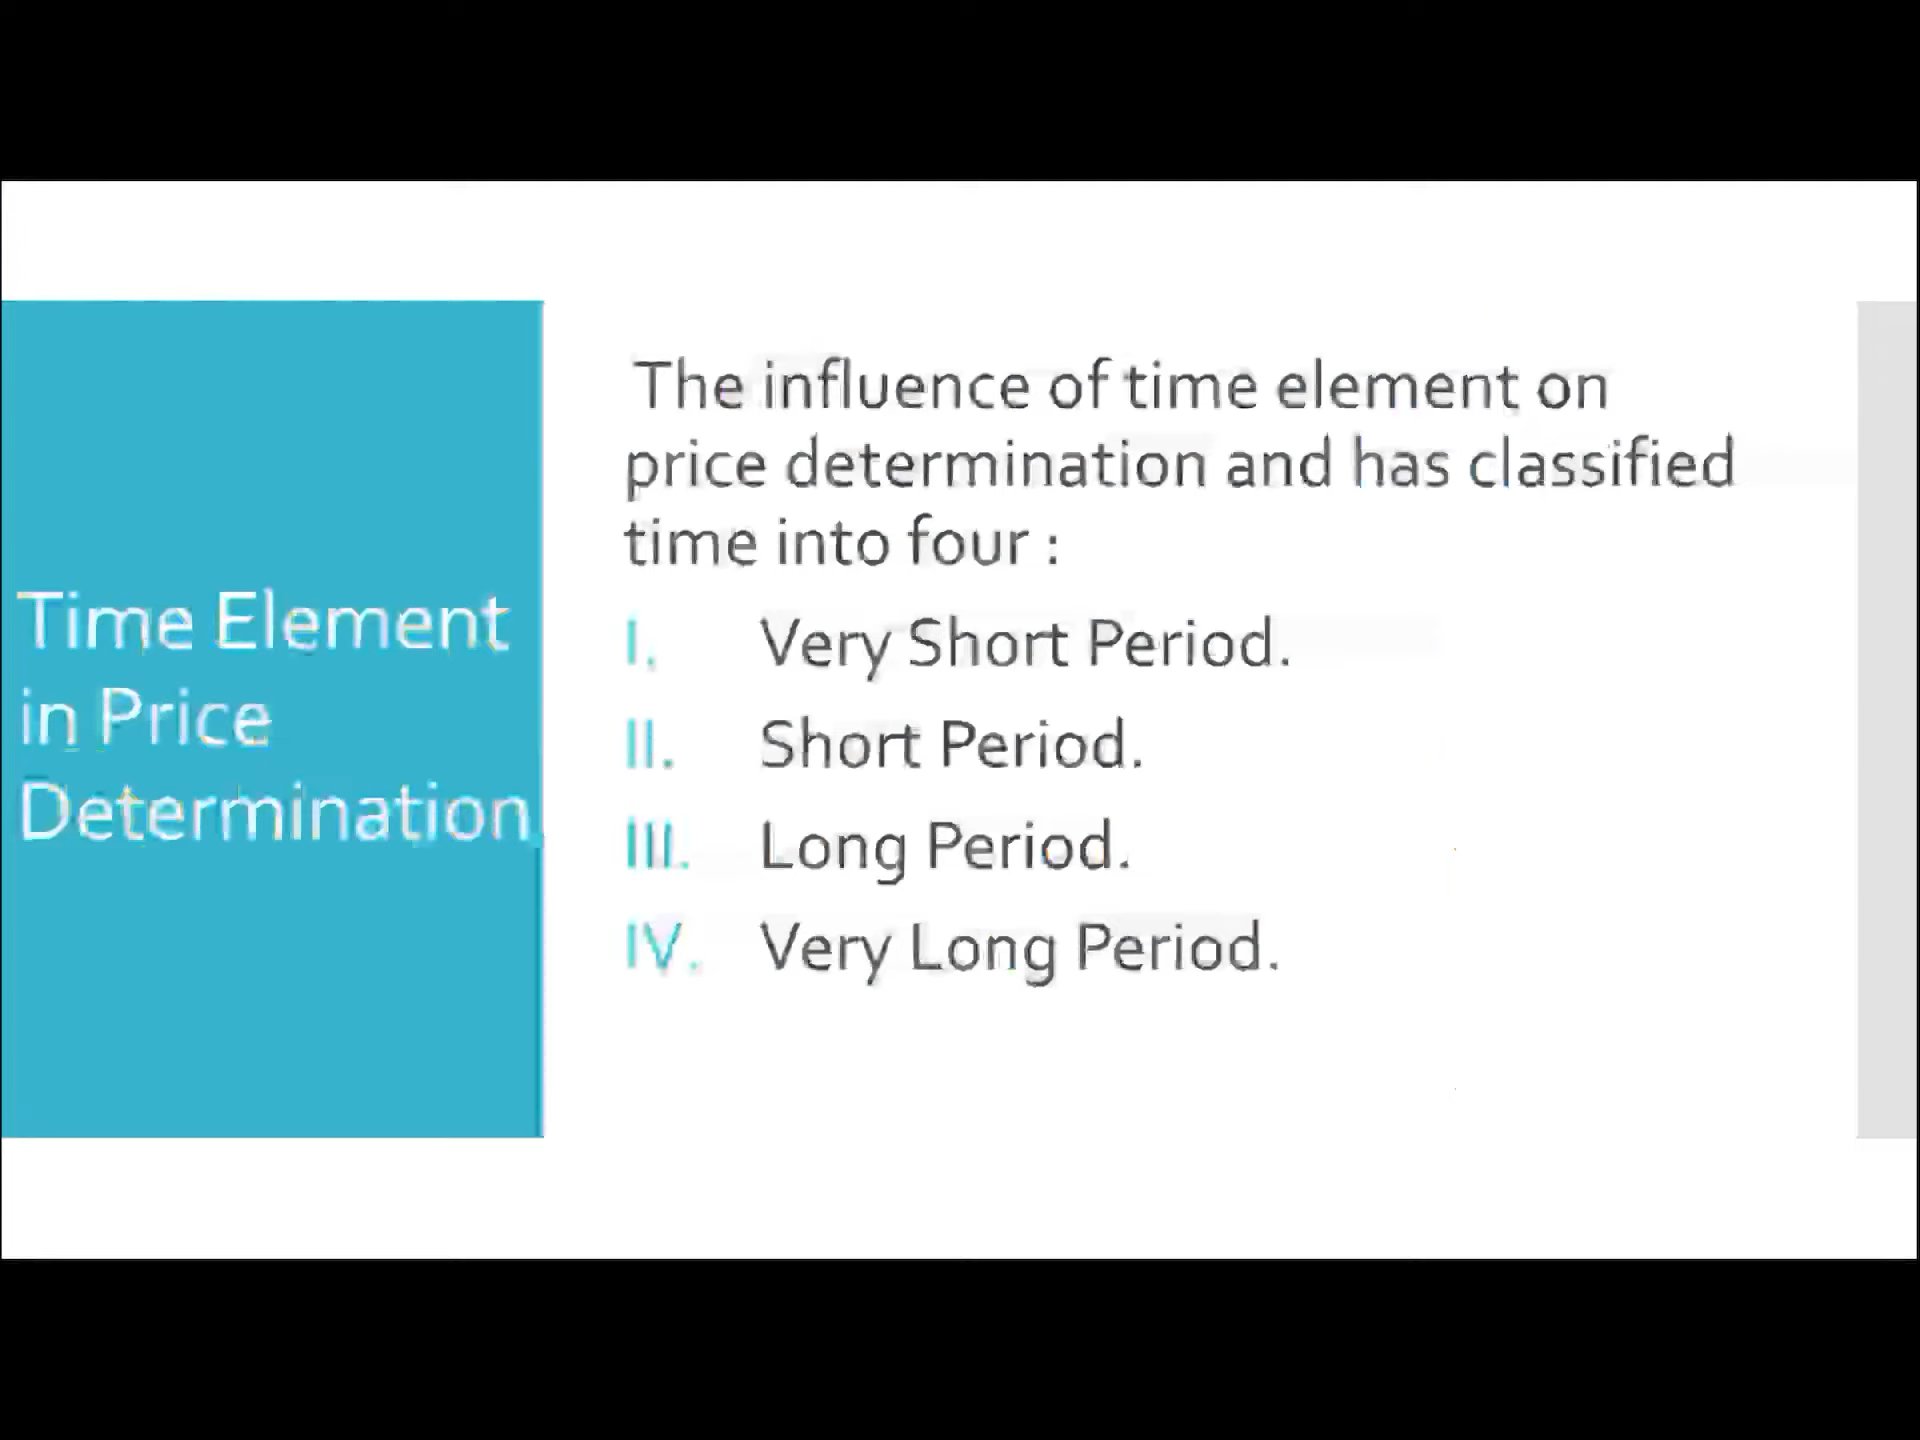 Time Element
in Price
Determination
The influence of time element on
price determination and has classified
time into four :
I. Very Short Period.
II. Short Period.
III. Long Period.
IV. Very Long Period.